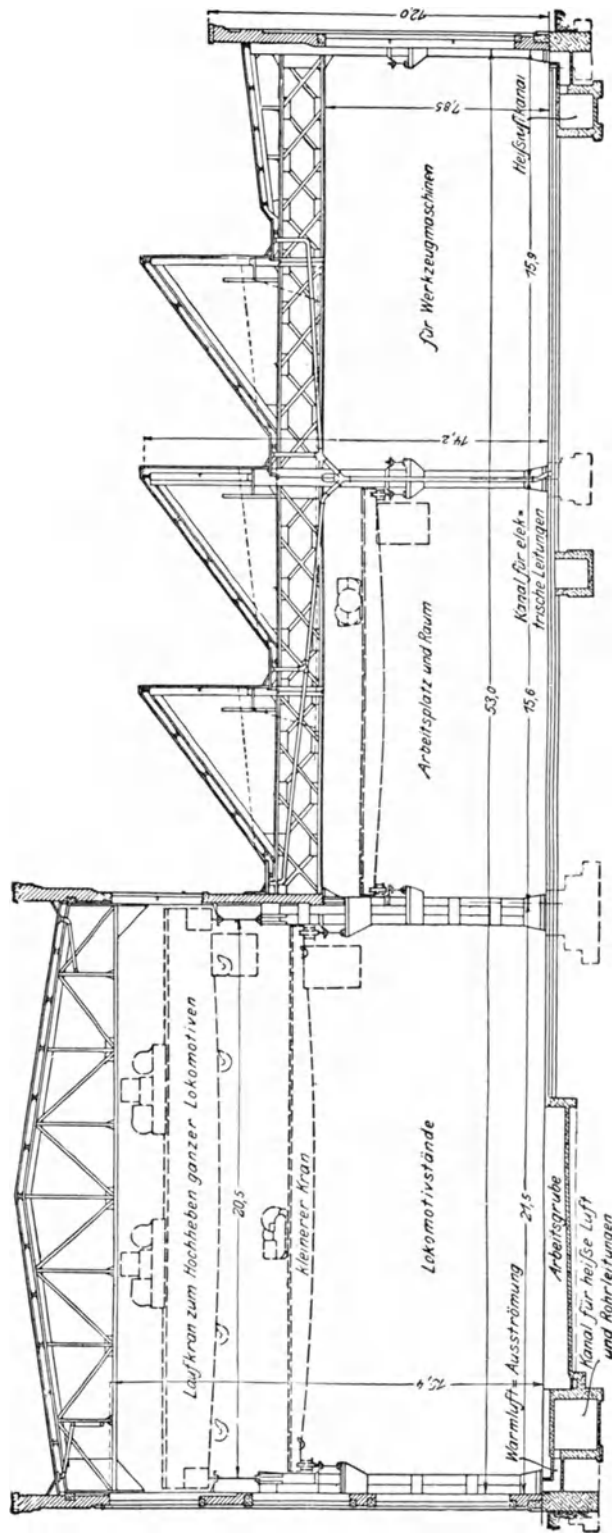 Laufkran zum Hochheben ganzer Lokomotiven
20,5
kleinerer Kran
Lokomotivstände
15,4
Warmluft=Ausströmung
21,5
Arbeitsgrube
Kanal für heiße Luft
und Rohrleitungen
Arbeitsplatz und Raum
53,0
15,6
Kanal für elek=
trische Leitungen
14,2
für Werkzeugmaschinen
15,9
7,85
Heißluftkanal
12,0